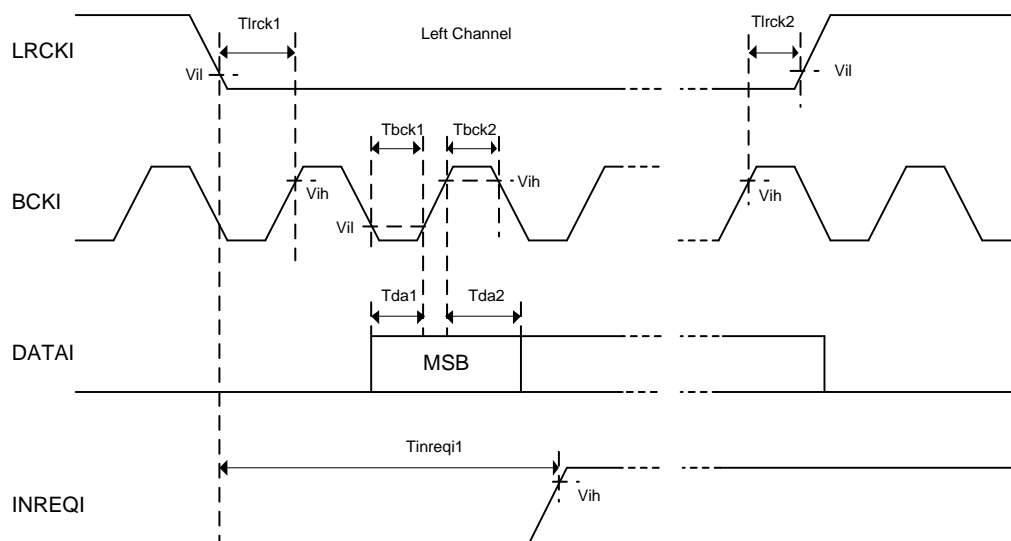 Tlrck1
Left Channel
Tlrck2
LRCKI
Vil
Vil
Tbck1
Tbck2
BCKI
Vih
Vil
Vih
Vih
Tda1
Tda2
DATAI
MSB
Tinreqi1
INREQI
Vih